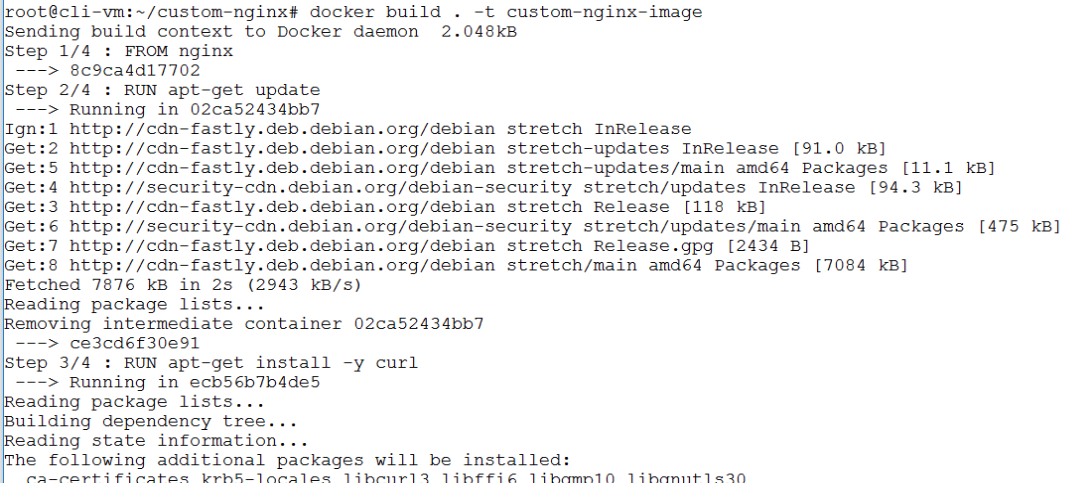 root@cli-vm:~/custom-nginx# docker build . -t custom-nginx-image
Sending build context to Docker daemon  2.048kB
Step 1/4 : FROM nginx
 ---> 8c9ca4d17702
Step 2/4 : RUN apt-get update
 ---> Running in 02ca52434bb7
Ign:1 http://cdn-fastly.deb.debian.org/debian stretch InRelease
Get:2 http://cdn-fastly.deb.debian.org/debian stretch-updates InRelease [91.0 kB]
Get:5 http://cdn-fastly.deb.debian.org/debian stretch-updates/main amd64 Packages [11.1 kB]
Get:4 http://security-cdn.debian.org/debian-security stretch/updates InRelease [94.3 kB]
Get:3 http://cdn-fastly.deb.debian.org/debian stretch Release [118 kB]
Get:6 http://security-cdn.debian.org/debian-security stretch/updates/main amd64 Packages [475 kB]
Get:7 http://cdn-fastly.deb.debian.org/debian stretch Release.gpg [2434 B]
Get:8 http://cdn-fastly.deb.debian.org/debian stretch/main amd64 Packages [7084 kB]
Fetched 7876 kB in 2s (2943 kB/s)
Reading package lists...
Removing intermediate container 02ca52434bb7
 ---> ce3cd6f30e91
Step 3/4 : RUN apt-get install -y curl
 ---> Running in ecb56b7b4de5
Reading package lists...
Building dependency tree...
Reading state information...
The following additional packages will be installed:
  ca-certificates krb5-locales libcurl3 libffi6 libgmp10 libgnutls30